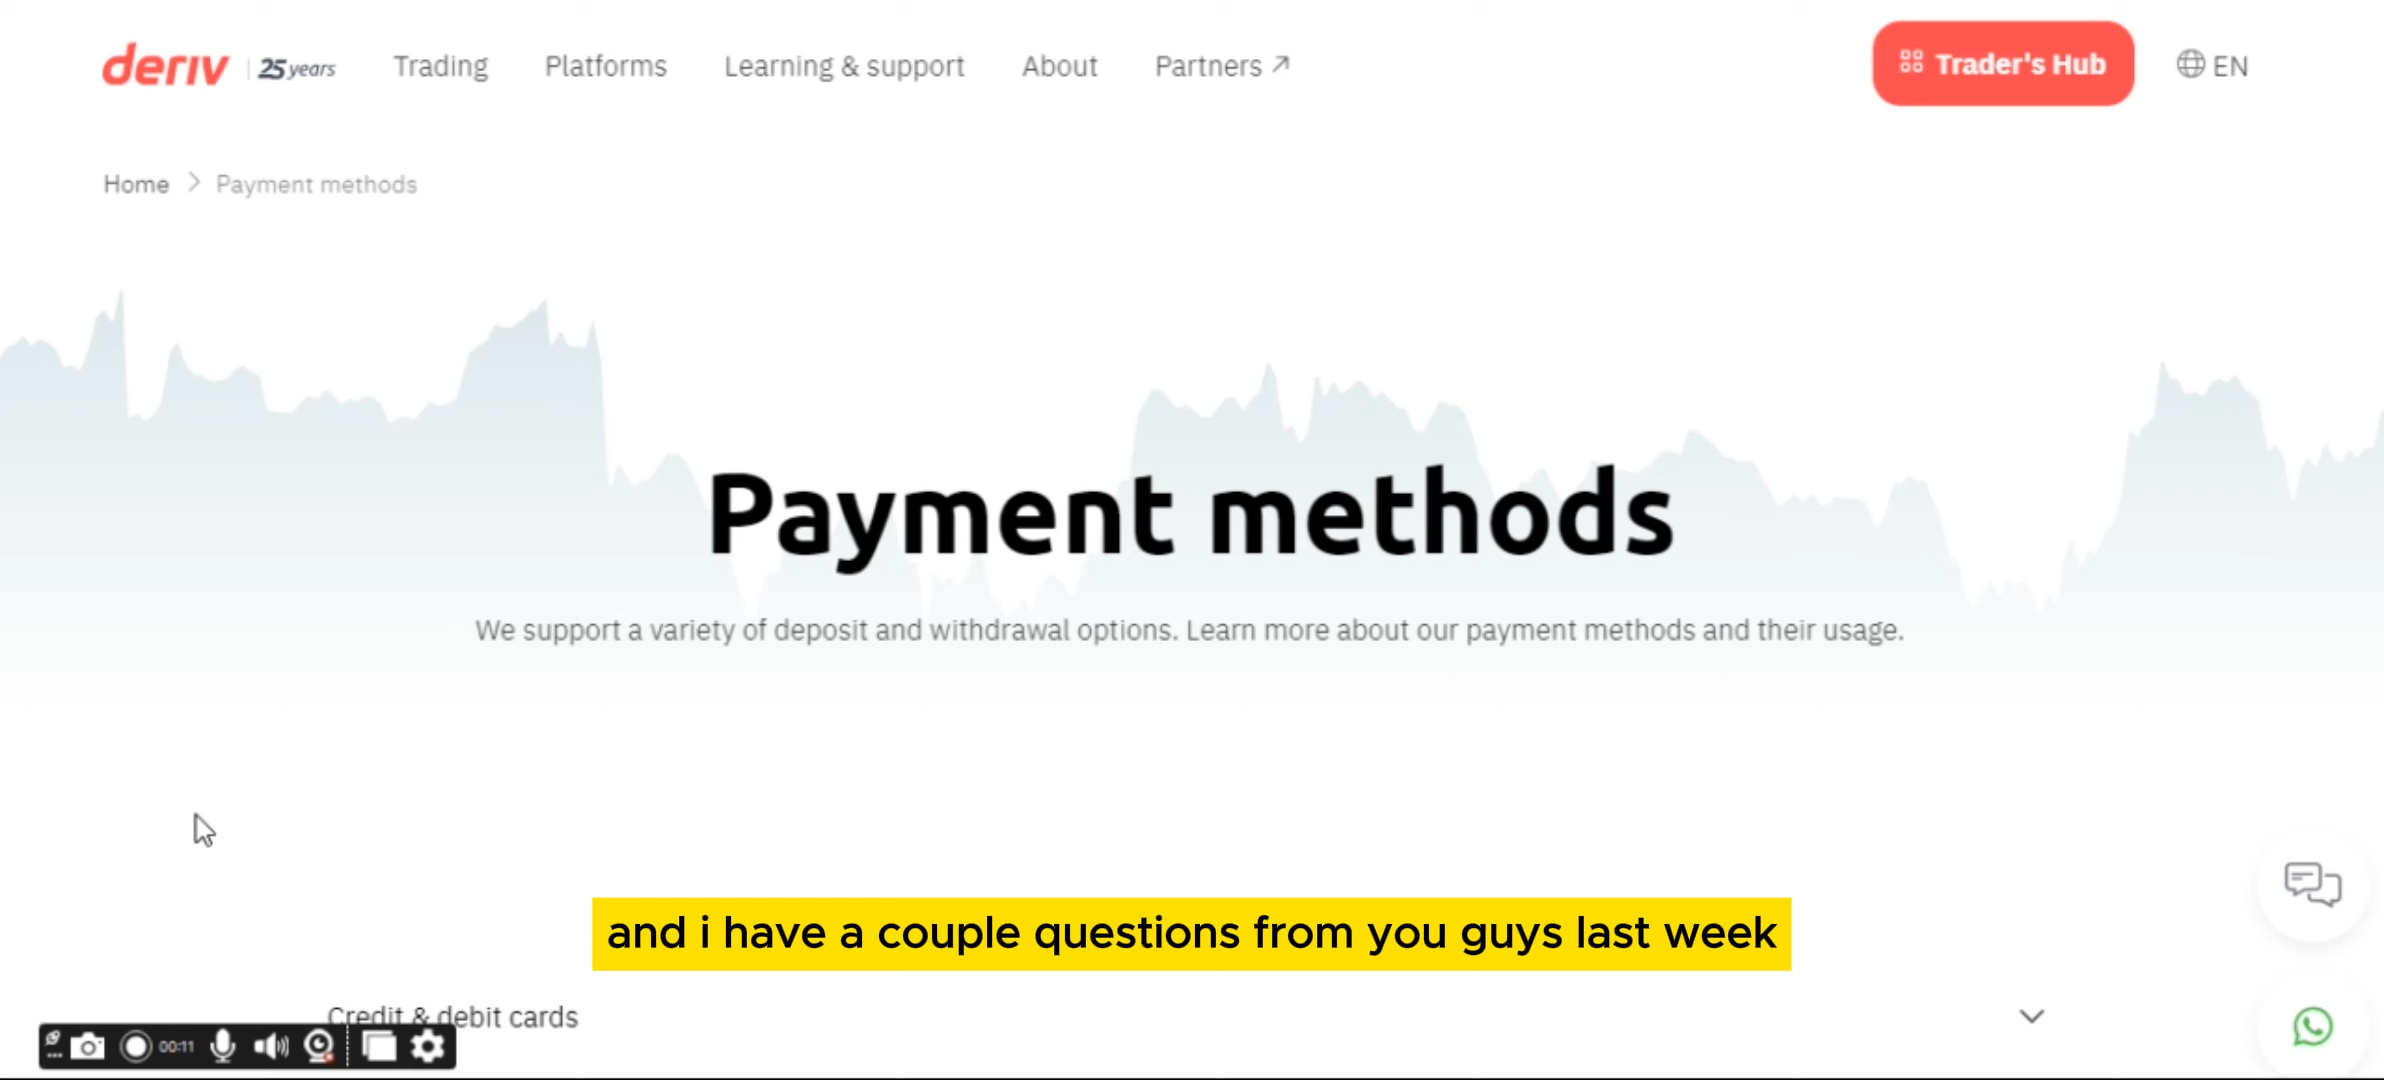 deriv 25 years Trading Platforms Learning & support About Partners Trader's Hub EN
Home Payment methods
Payment methods
We support a variety of deposit and withdrawal options. Learn more about our payment methods and their usage.
and i have a couple questions from you guys last week
Credit & debit cards
00:11